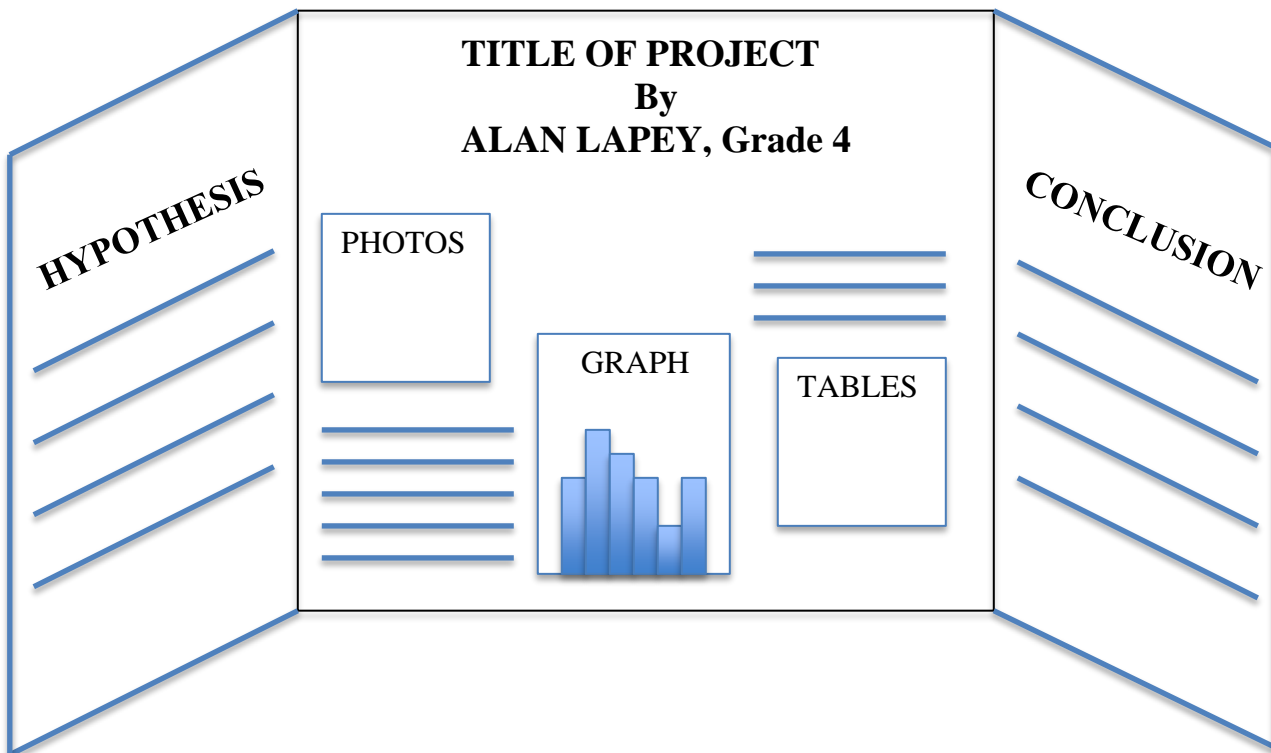 TITLE OF PROJECT
By
ALAN LAPEY, Grade 4
HYPOTHESIS
PHOTOS
GRAPH
TABLES
CONCLUSION